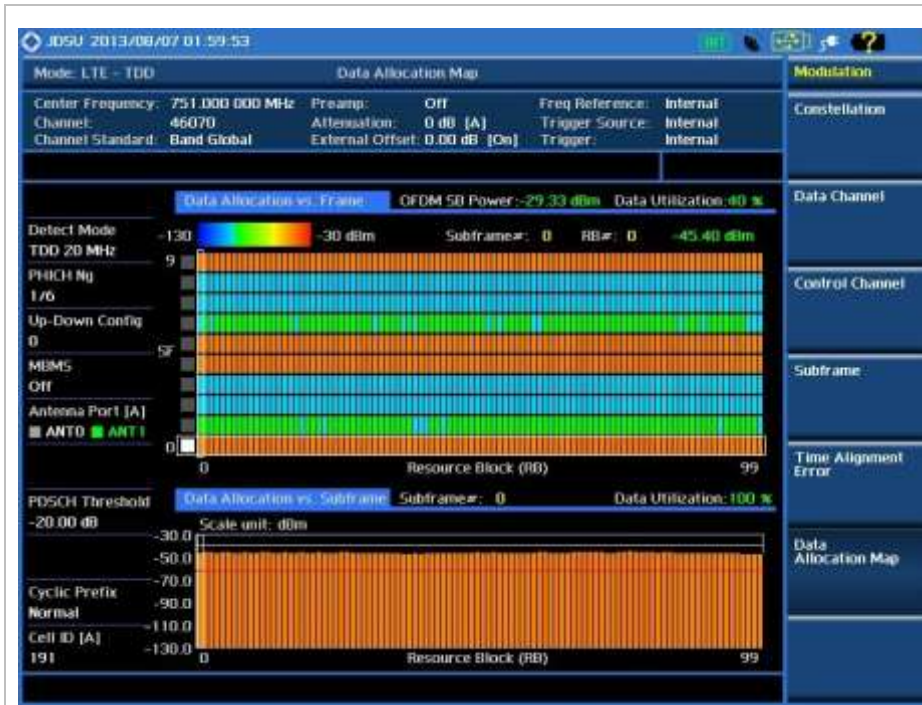 JDSU 2013/08/07 01:59:53
Mode: LTE - TDD
Data Allocation Map
Modulation
Center Frequency: 751.000 000 MHz Preamp: Off Freq Reference: Internal
Channel: 46070 Attenuation: 0 dB [A] Trigger Source: Internal
Channel Standard: Band Global External Offset: 0.00 dB [On] Trigger: Internal
Constellation
Data Channel
Control Channel
Subframe
Time Alignment
Error
Data
Allocation Map
Data Allocation vs. Frame OFDM SB Power:-29.33 dBm Data Utilization:40 %
-130 -30 dBm Subframe#: 0 RB#: 0 -45.40 dBm
Detect Mode
TDD 20 MHz
PHICH Ng
1/6
Up-Down Config
0
MBMS
Off
Antenna Port [A]
ANT0 ANT1
9
SF
0
0 Resource Block (RB) 99
PDSCH Threshold
-20.00 dB
Cyclic Prefix
Normal
Cell ID [A]
191
Data Allocation vs. Subframe Subframe#: 0 Data Utilization:100 %
Scale unit: dBm
-30.0
-50.0
-70.0
-90.0
-110.0
-130.0
0 Resource Block (RB) 99